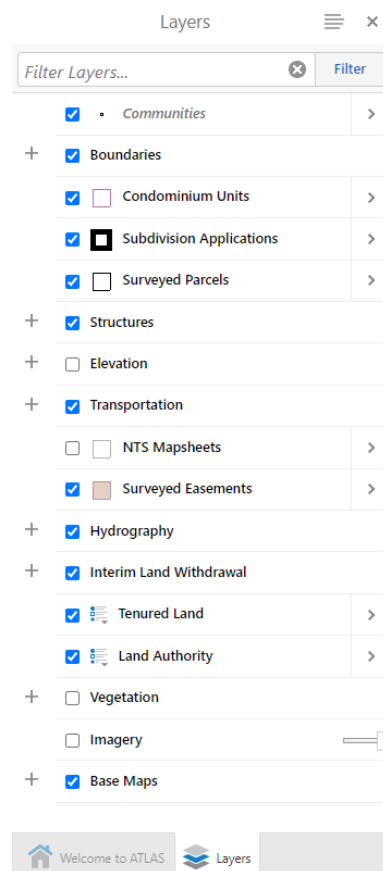 Layers
Filter Layers...
Filter
Communities
Boundaries
Condominium Units
Subdivision Applications
Surveyed Parcels
Structures
Elevation
Transportation
NTS Mapsheets
Surveyed Easements
Hydrography
Interim Land Withdrawal
Tenured Land
Land Authority
Vegetation
Imagery
Base Maps
Welcome to ATLAS
Layers